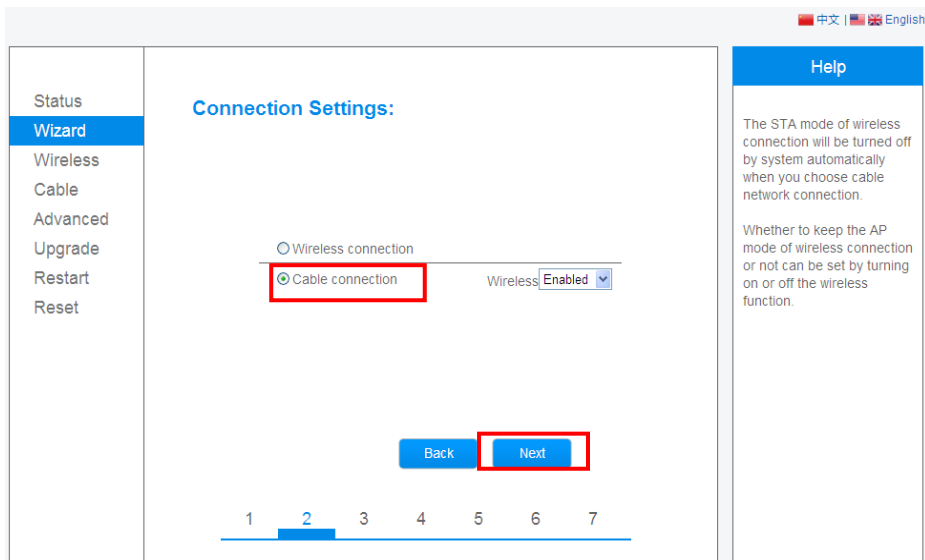 中文 | English
Help
Status
Wizard
Wireless
Cable
Advanced
Upgrade
Restart
Reset
Connection Settings:
Wireless connection
Cable connection Wireless Enabled
Back Next
1 2 3 4 5 6 7
The STA mode of wireless
connection will be turned off
by system automatically
when you choose cable
network connection.
Whether to keep the AP
mode of wireless connection
or not can be set by turning
on or off the wireless
function.